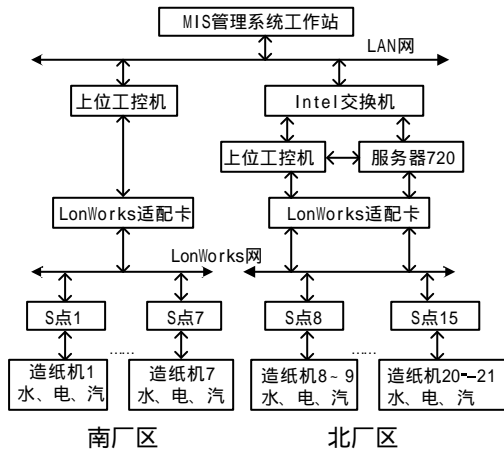 MIS管理系统工作站
LAN网
上位工控机
Intel交换机
上位工控机
服务器720
LonWorks适配卡
LonWorks适配卡
LonWorks网
S点1
S点7
S点8
S点15
……
……
造纸机1
水、电、汽
造纸机7
水、电、汽
造纸机8~9
水、电、汽
造纸机20--21
水、电、汽
南厂区
北厂区